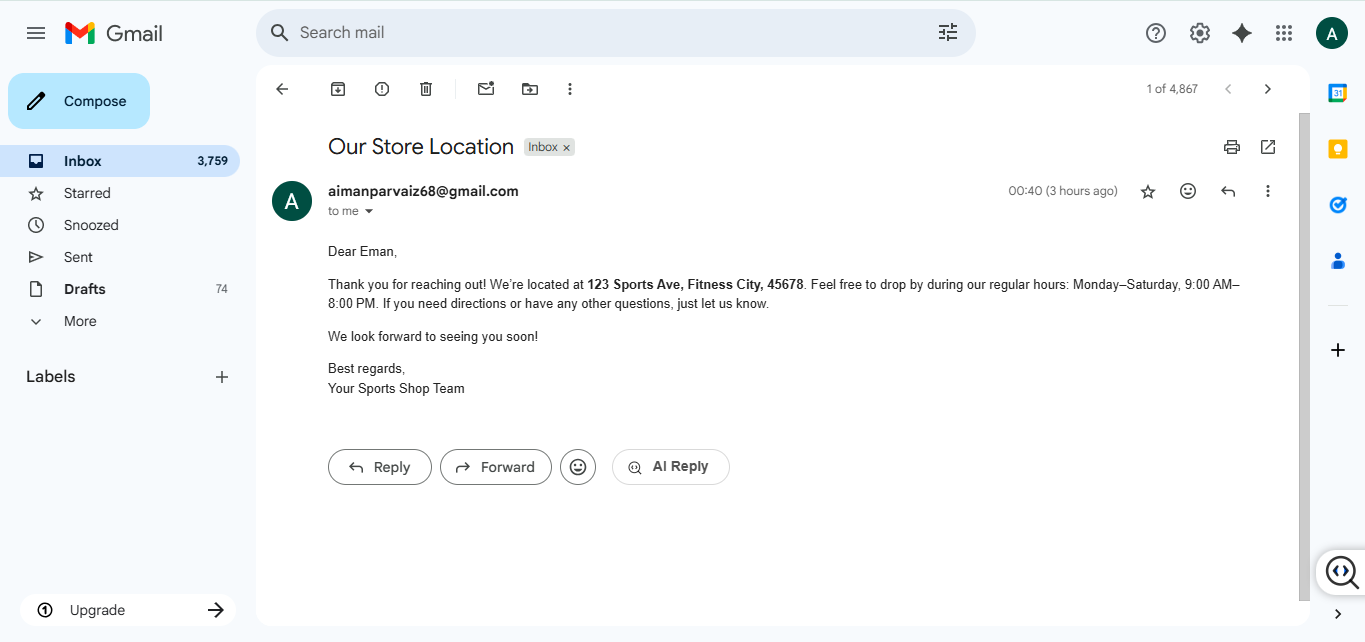 Gmail
Search mail
A
Compose
1 of 4,867
31
Our Store Location
Inbox ×
Inbox 3,759
A
aimanparvaiz68@gmail.com
00:40 (3 hours ago)
to me
Starred
Snoozed
Sent
Drafts 74
More
Labels
Dear Eman,
Thank you for reaching out! We’re located at 123 Sports Ave, Fitness City, 45678. Feel free to drop by during our regular hours: Monday–Saturday, 9:00 AM–
8:00 PM. If you need directions or have any other questions, just let us know.
We look forward to seeing you soon!
Best regards,
Your Sports Shop Team
Reply
Forward
AI Reply
1 Upgrade